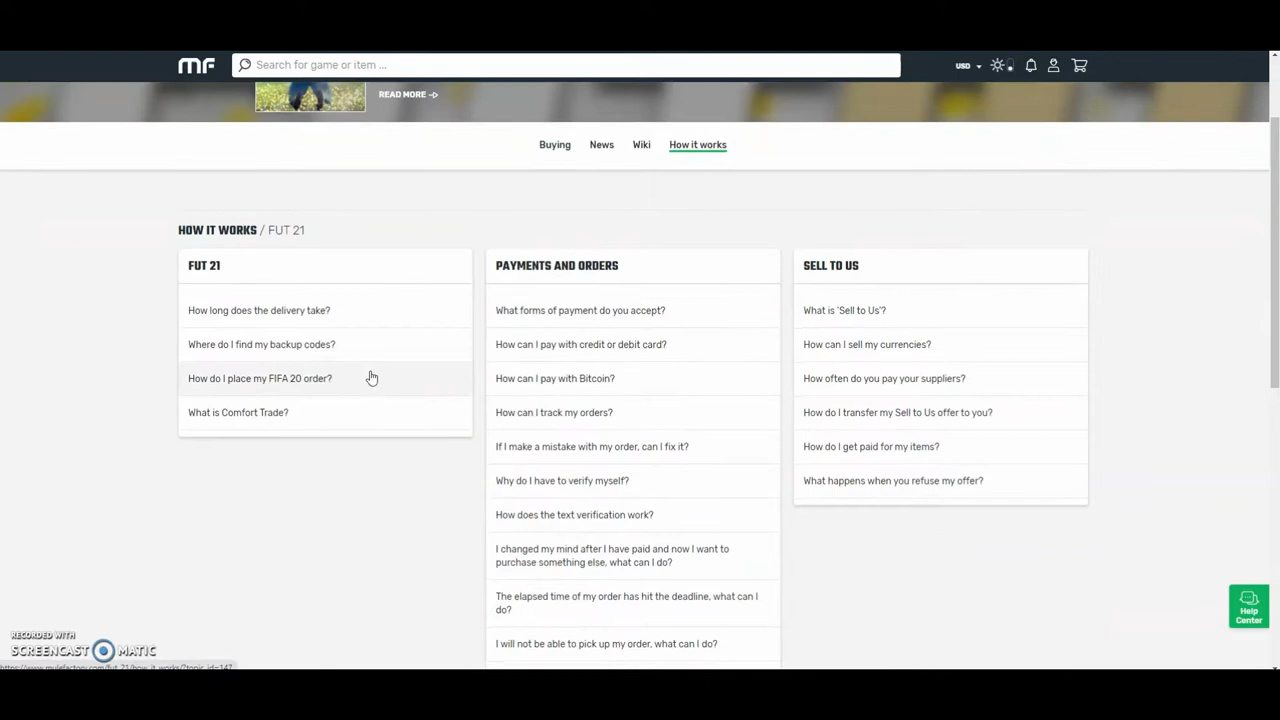 MF
Search for game or item ...
USD
READ MORE
Buying
News
Wiki
How it works
HOW IT WORKS / FUT 21
FUT 21
How long does the delivery take?
Where do I find my backup codes?
How do I place my FIFA 20 order?
What is Comfort Trade?
PAYMENTS AND ORDERS
What forms of payment do you accept?
How can I pay with credit or debit card?
How can I pay with Bitcoin?
How can I track my orders?
If I make a mistake with my order, can I fix it?
Why do I have to verify myself?
How does the text verification work?
I changed my mind after I have paid and now I want to
purchase something else, what can I do?
The elapsed time of my order has hit the deadline, what can I
do?
I will not be able to pick up my order, what can I do?
SELL TO US
What is 'Sell to Us'?
How can I sell my currencies?
How often do you pay your suppliers?
How do I transfer my Sell to Us offer to you?
How do I get paid for my items?
What happens when you refuse my offer?
Help
Center
RECORDED WITH
SCREENCAST MATIC
https://www.mulefactory.com/fut_21/how_it_works/?topic_id=147